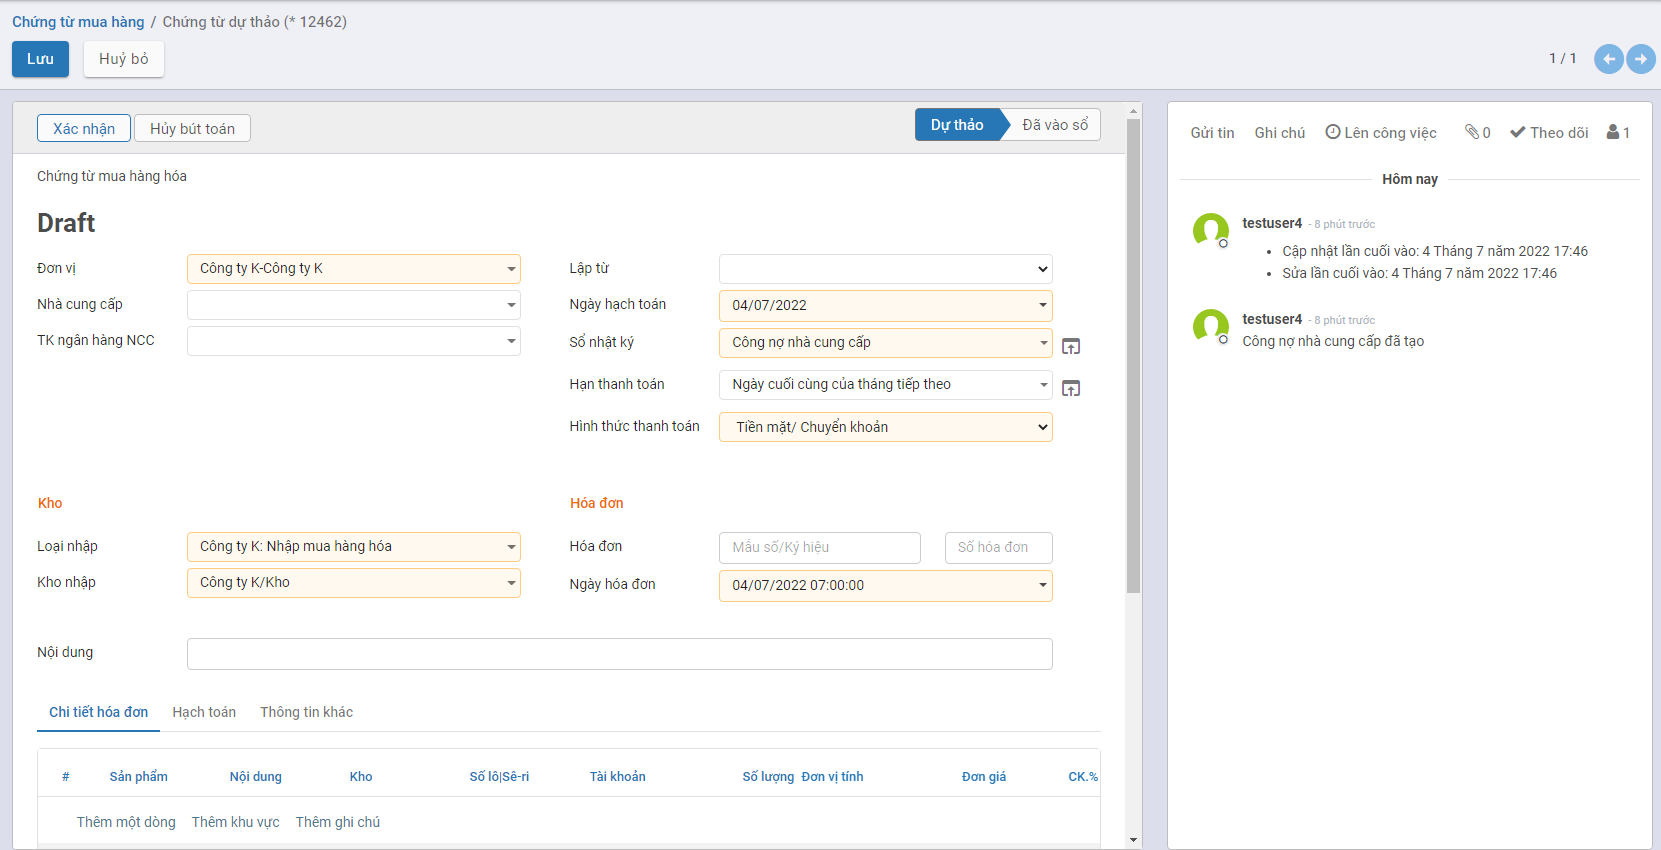 Chứng từ mua hàng / Chứng từ dự thảo (* 12462)
Lưu Huỷ bỏ 1 / 1
Xác nhận Hủy bút toán Dự thảo Đã vào sổ
Chứng từ mua hàng hóa
Draft
Đơn vị Công ty K-Công ty K
Nhà cung cấp
TK ngân hàng NCC
Lập từ
Ngày hạch toán 04/07/2022
Sổ nhật ký Công nợ nhà cung cấp
Hạn thanh toán Ngày cuối cùng của tháng tiếp theo
Hình thức thanh toán Tiền mặt/ Chuyển khoản
Kho
Loại nhập Công ty K: Nhập mua hàng hóa
Kho nhập Công ty K/Kho
Hóa đơn
Hóa đơn Mẫu số/Ký hiệu Số hóa đơn
Ngày hóa đơn 04/07/2022 07:00:00
Nội dung
Chi tiết hóa đơn Hạch toán Thông tin khác
# Sản phẩm Nội dung Kho Số lô|Sê-ri Tài khoản Số lượng Đơn vị tính Đơn giá CK.%
Thêm một dòng Thêm khu vực Thêm ghi chú
Gửi tin Ghi chú Lên công việc 0 Theo dõi 1
Hôm nay
testuser4 - 8 phút trước
• Cập nhật lần cuối vào: 4 Tháng 7 năm 2022 17:46
• Sửa lần cuối vào: 4 Tháng 7 năm 2022 17:46
testuser4 - 8 phút trước
Công nợ nhà cung cấp đã tạo